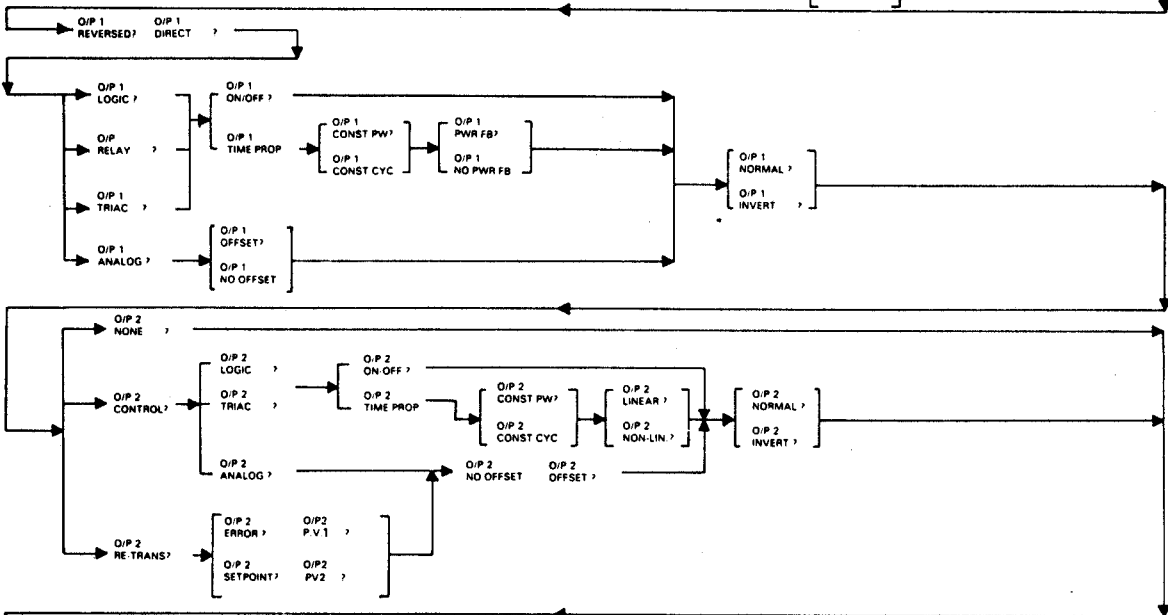 O/P 1 O/P 1
REVERSED? DIRECT ?
O/P 1
LOGIC ?
O/P
RELAY ?
O/P 1
TRIAC ?
O/P 1
ANALOG ?
O/P 1
ON/OFF ?
O/P 1
TIME PROP
O/P 1
CONST PW?
O/P 1
CONST CYC
O/P 1
PWR FB?
O/P 1
NO PWR FB
O/P 1
OFFSET?
O/P 1
NO OFFSET
O/P 1
NORMAL ?
O/P 1
INVERT ?
O/P 2
NONE ?
O/P 2
CONTROL?
O/P 2
LOGIC ?
O/P 2
TRIAC ?
O/P 2
ANALOG ?
O/P 2
ON-OFF ?
O/P 2
TIME PROP
O/P 2
CONST PW?
O/P 2
CONST CYC
O/P 2
LINEAR ?
O/P 2
NON-LIN.?
O/P 2 O/P 2
NO OFFSET OFFSET ?
O/P 2
NORMAL ?
O/P 2
INVERT ?
O/P 2
RE-TRANS?
O/P 2 O/P2
ERROR ? P.V.1 ?
O/P 2 O/P2
SETPOINT? PV2 ?